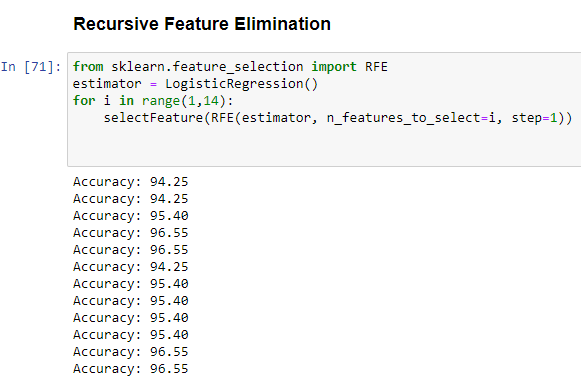 Recursive Feature Elimination
In [71]: from sklearn.feature_selection import RFE
estimator = LogisticRegression()
for i in range(1,14):
    selectFeature(RFE(estimator, n_features_to_select=i, step=1))
Accuracy: 94.25
Accuracy: 94.25
Accuracy: 95.40
Accuracy: 96.55
Accuracy: 96.55
Accuracy: 94.25
Accuracy: 95.40
Accuracy: 95.40
Accuracy: 95.40
Accuracy: 95.40
Accuracy: 96.55
Accuracy: 96.55